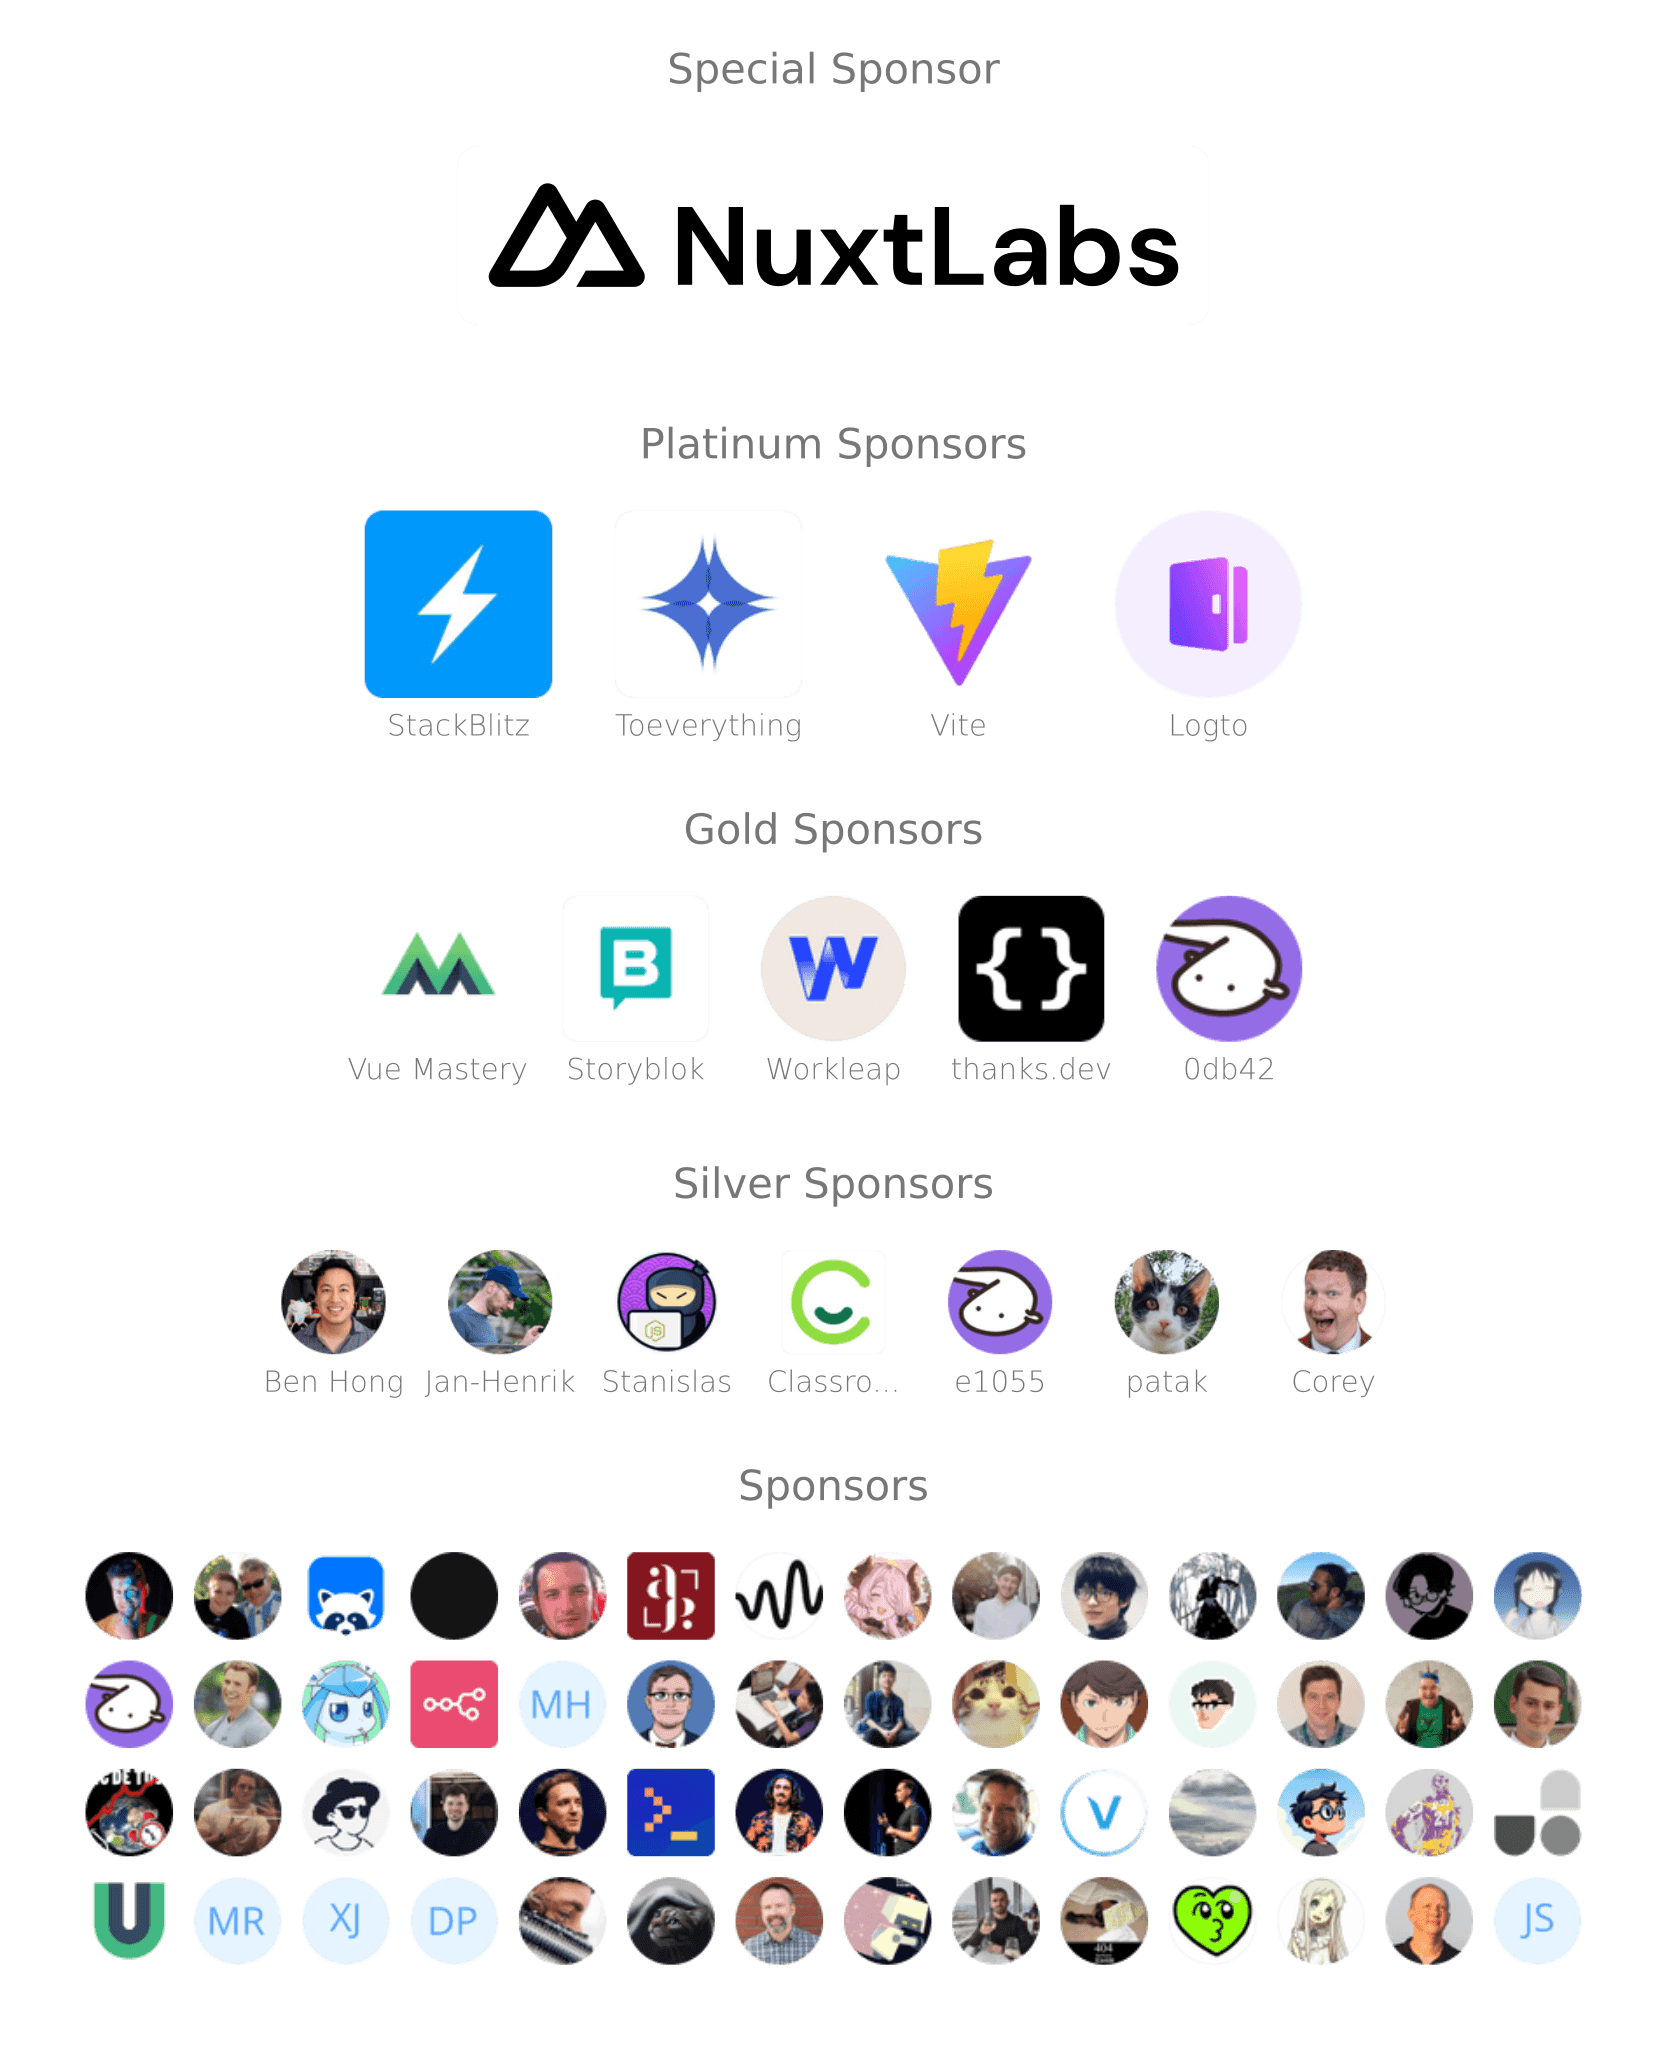 Special Sponsor
NuxtLabs
Platinum Sponsors
StackBlitz Toeverything Vite Logto
Gold Sponsors
Vue Mastery Storyblok Workleap thanks.dev 0db42
Silver Sponsors
Ben Hong Jan-Henrik Stanislas Classro... e1055 patak Corey
Sponsors
MH
MR XJ DP 404 JS